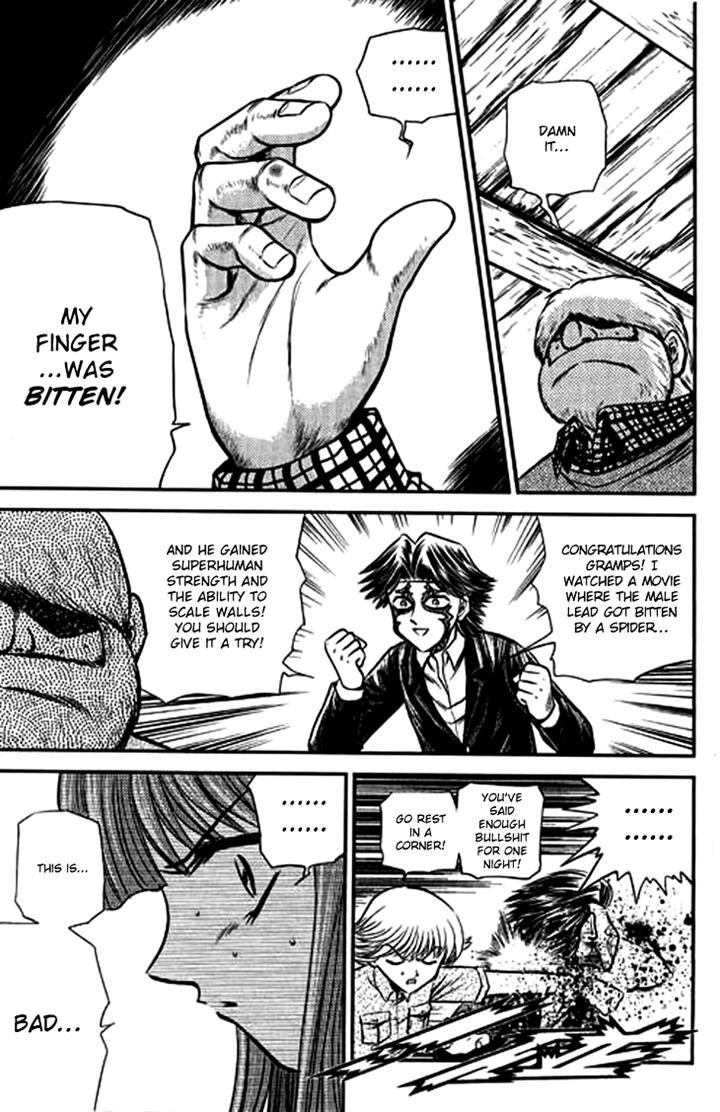 DAMN
IT...
......
......
MY
FINGER
...WAS
BITTEN!
CONGRATULATIONS
GRAMPS! I
WATCHED A MOVIE
WHERE THE MALE
LEAD GOT BITTEN
BY A SPIDER...
AND HE GAINED
SUPERHUMAN
STRENGTH AND
THE ABILITY TO
SCALE WALLS!
YOU SHOULD
GIVE IT A TRY!
......
......
YOU'VE
SAID
ENOUGH
BULLSHIT
FOR ONE
NIGHT!
GO REST
IN A
CORNER!
......
......
THIS IS...
BAD...